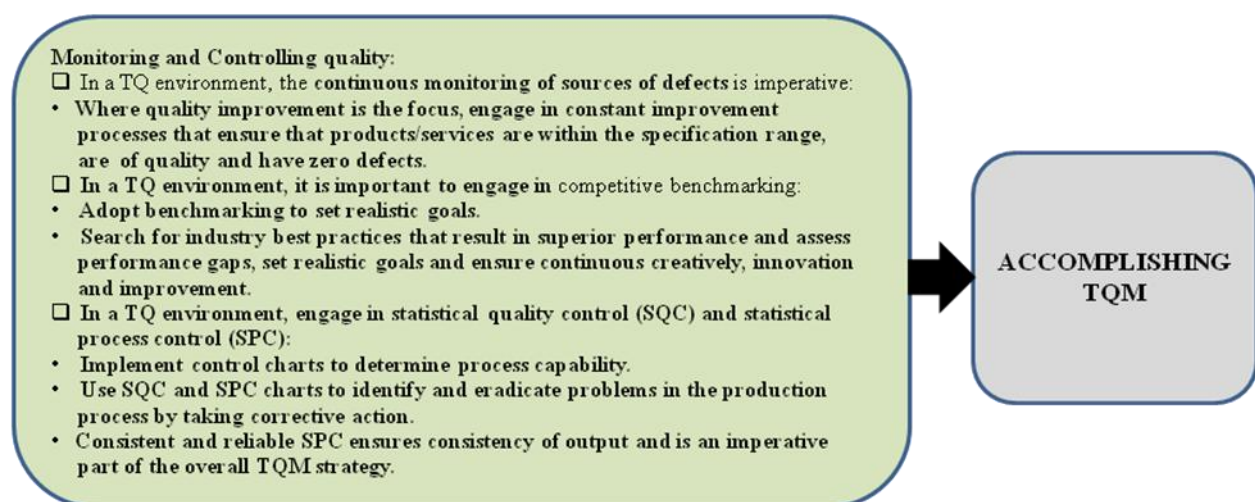 Monitoring and Controlling quality:
❑ In a TQ environment, the continuous monitoring of sources of defects is imperative:
• Where quality improvement is the focus, engage in constant improvement
processes that ensure that products/services are within the specification range,
are of quality and have zero defects.
❑ In a TQ environment, it is important to engage in competitive benchmarking:
• Adopt benchmarking to set realistic goals.
• Search for industry best practices that result in superior performance and assess
performance gaps, set realistic goals and ensure continuous creatively, innovation
and improvement.
❑ In a TQ environment, engage in statistical quality control (SQC) and statistical
process control (SPC):
• Implement control charts to determine process capability.
• Use SQC and SPC charts to identify and eradicate problems in the production
process by taking corrective action.
• Consistent and reliable SPC ensures consistency of output and is an imperative
part of the overall TQM strategy.
ACCOMPLISHING
TQM